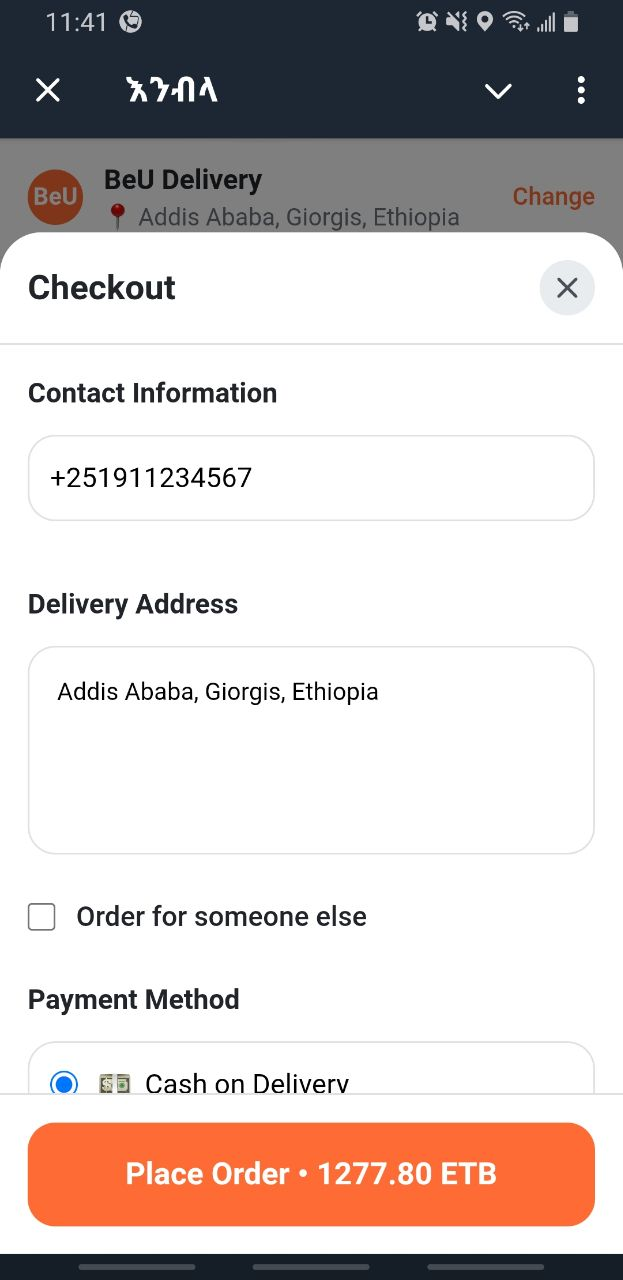 11:41
እንብላ
BeU
BeU Delivery
Addis Ababa, Giorgis, Ethiopia
Change
Checkout
Contact Information
+251911234567
Delivery Address
Addis Ababa, Giorgis, Ethiopia
Order for someone else
Payment Method
Cash on Delivery
Place Order • 1277.80 ETB